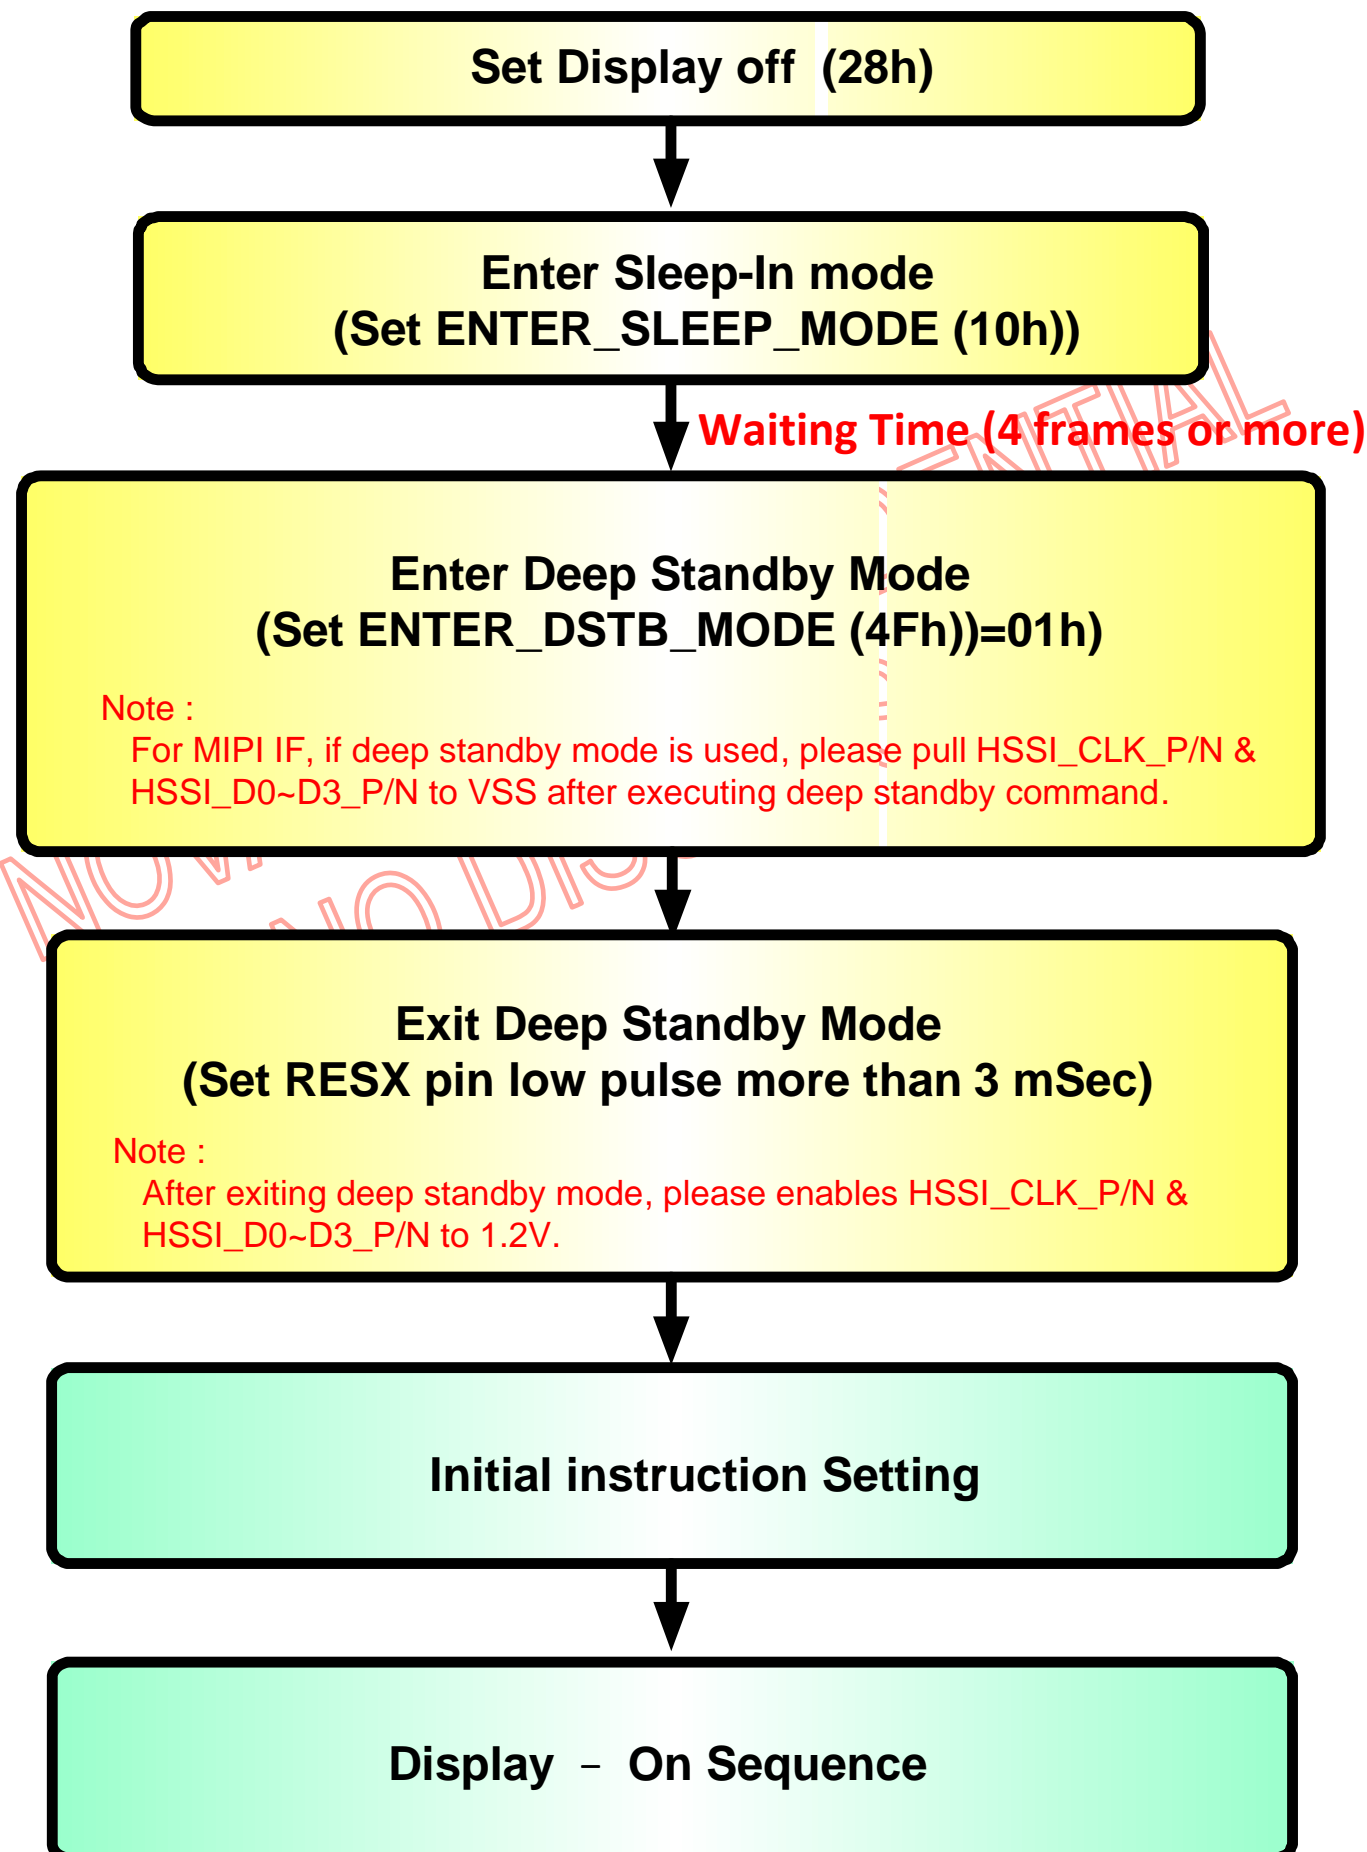 Set Display off (28h)
Enter Sleep-In mode
(Set ENTER_SLEEP_MODE (10h))
Waiting Time (4 frames or more)
Enter Deep Standby Mode
(Set ENTER_DSTB_MODE (4Fh))=01h)
Note :
For MIPI IF, if deep standby mode is used, please pull HSSI_CLK_P/N &
HSSI_D0~D3_P/N to VSS after executing deep standby command.
Exit Deep Standby Mode
(Set RESX pin low pulse more than 3 mSec)
Note :
After exiting deep standby mode, please enables HSSI_CLK_P/N &
HSSI_D0~D3_P/N to 1.2V.
Initial instruction Setting
Display – On Sequence